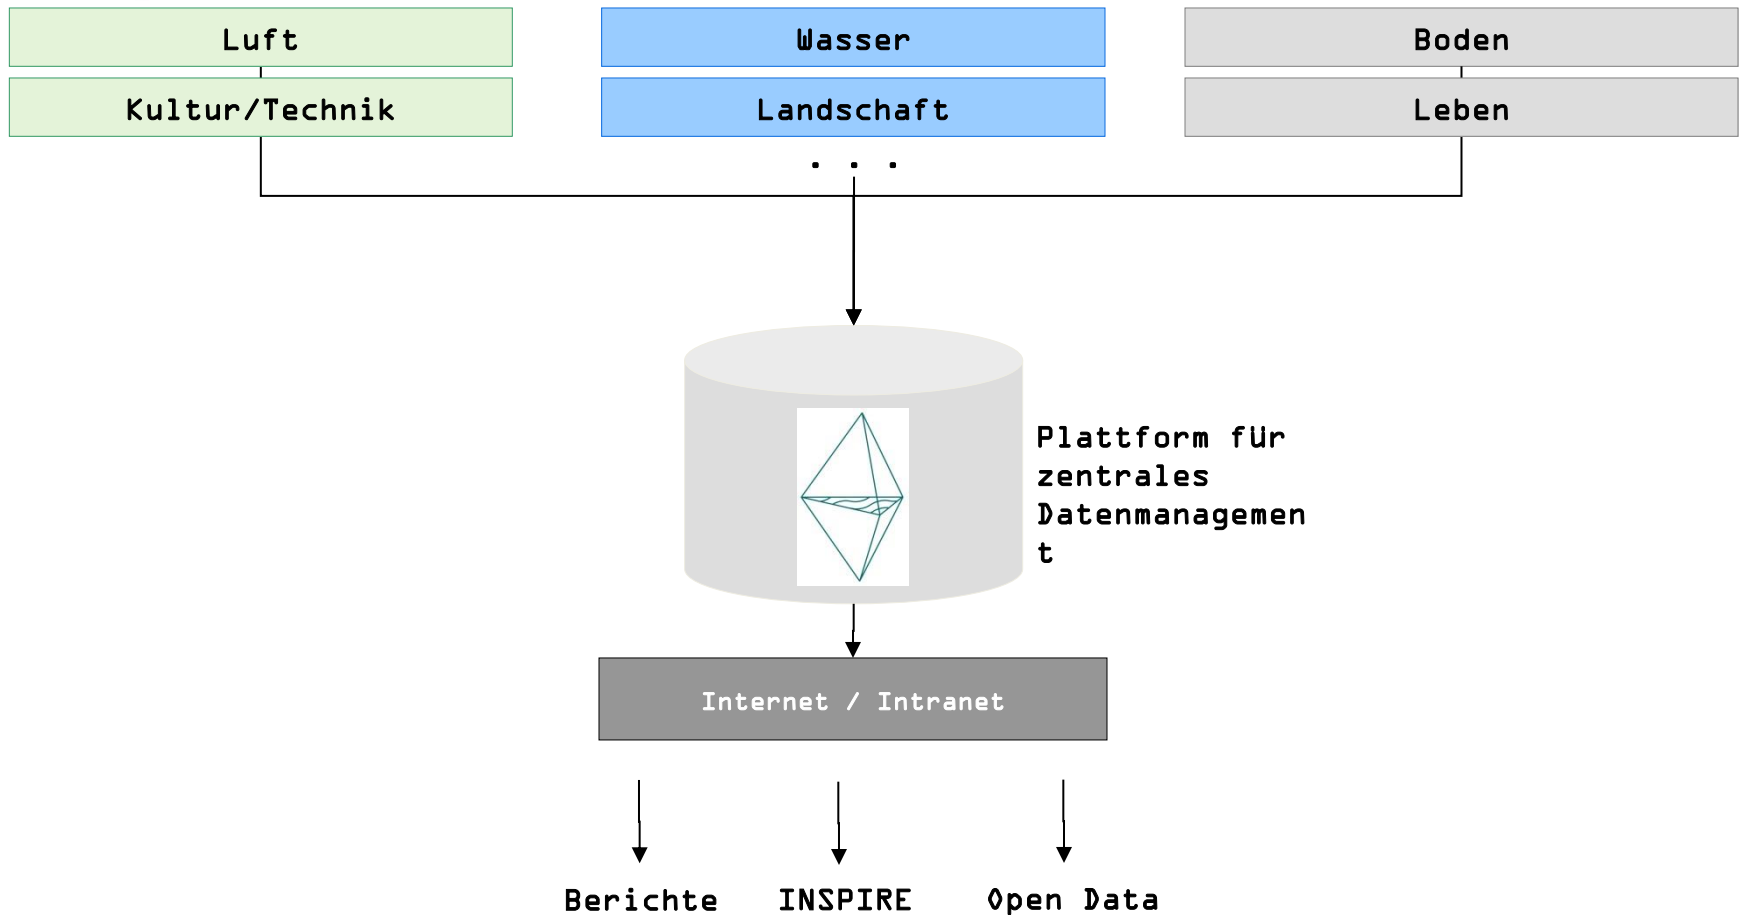 Luft
Wasser
Boden
Kultur/Technik
Landschaft
Leben
. . .
Plattform für
zentrales
Datenmanagemen
t
Internet / Intranet
Berichte
INSPIRE
Open Data